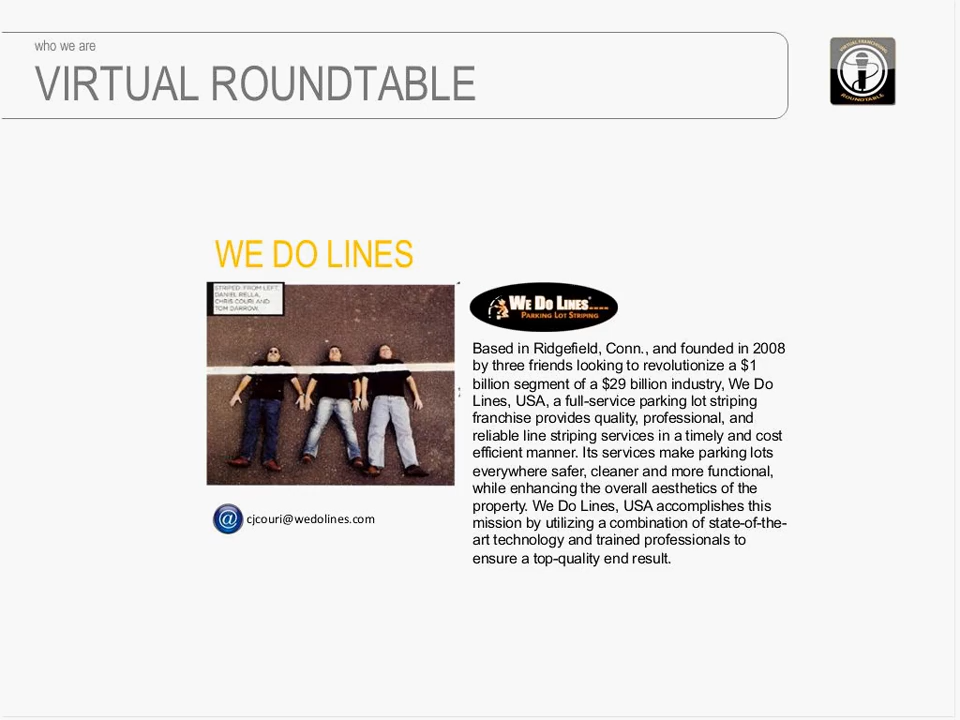 who we are
VIRTUAL ROUNDTABLE
VIRTUAL FRANCHISING
ROUNDTABLE
WE DO LINES
STRIPED: FROM LEFT,
DANIEL RELLA,
CHRIS COURI AND
TOM DARROW.
WE DO LINES
PARKING LOT STRIPING
Based in Ridgefield, Conn., and founded in 2008
by three friends looking to revolutionize a $1
billion segment of a $29 billion industry, We Do
Lines, USA, a full-service parking lot striping
franchise provides quality, professional, and
reliable line striping services in a timely and cost
efficient manner. Its services make parking lots
everywhere safer, cleaner and more functional,
while enhancing the overall aesthetics of the
property. We Do Lines, USA accomplishes this
mission by utilizing a combination of state-of-the-
art technology and trained professionals to
ensure a top-quality end result.
@ cjcouri@wedolines.com